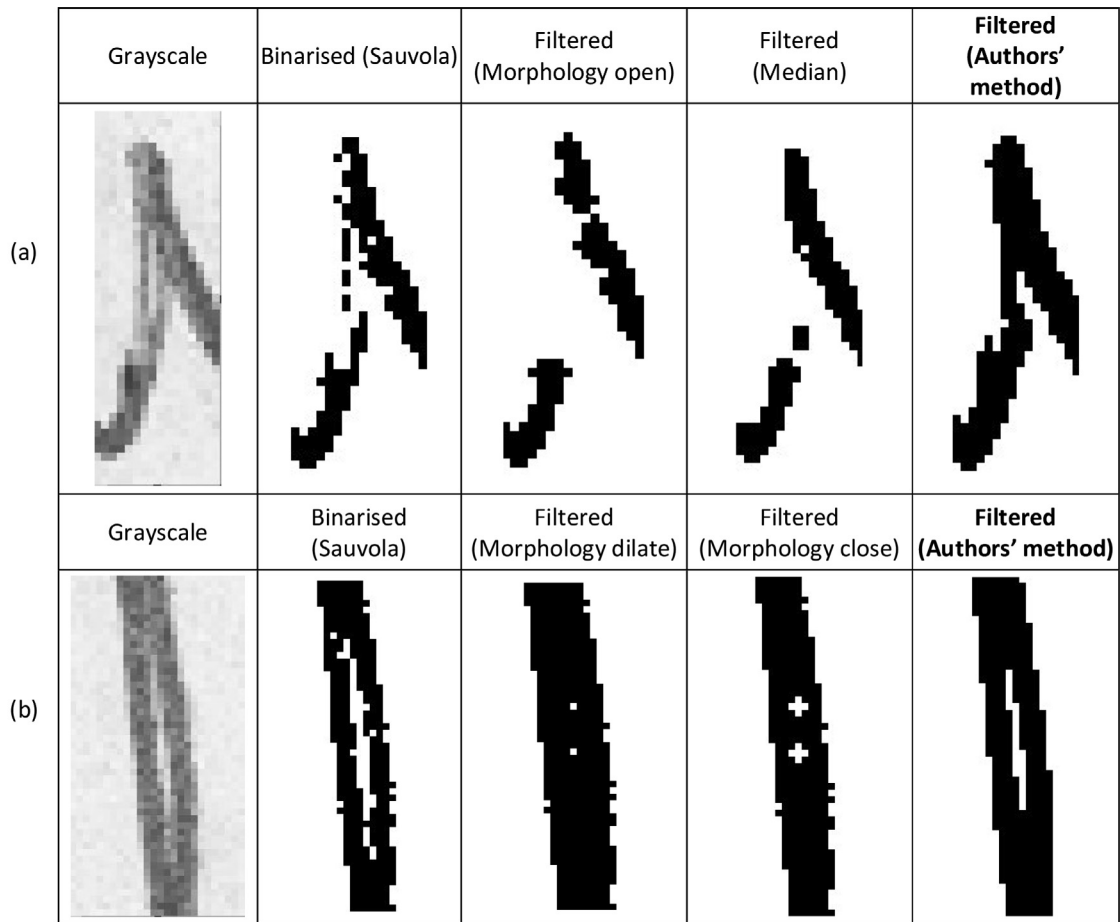 Grayscale
Binarised (Sauvola)
Filtered
(Morphology open)
Filtered
(Median)
Filtered
(Authors'
method)
(a)
Grayscale
Binarised
(Sauvola)
Filtered
(Morphology dilate)
Filtered
(Morphology close)
Filtered
(Authors' method)
(b)